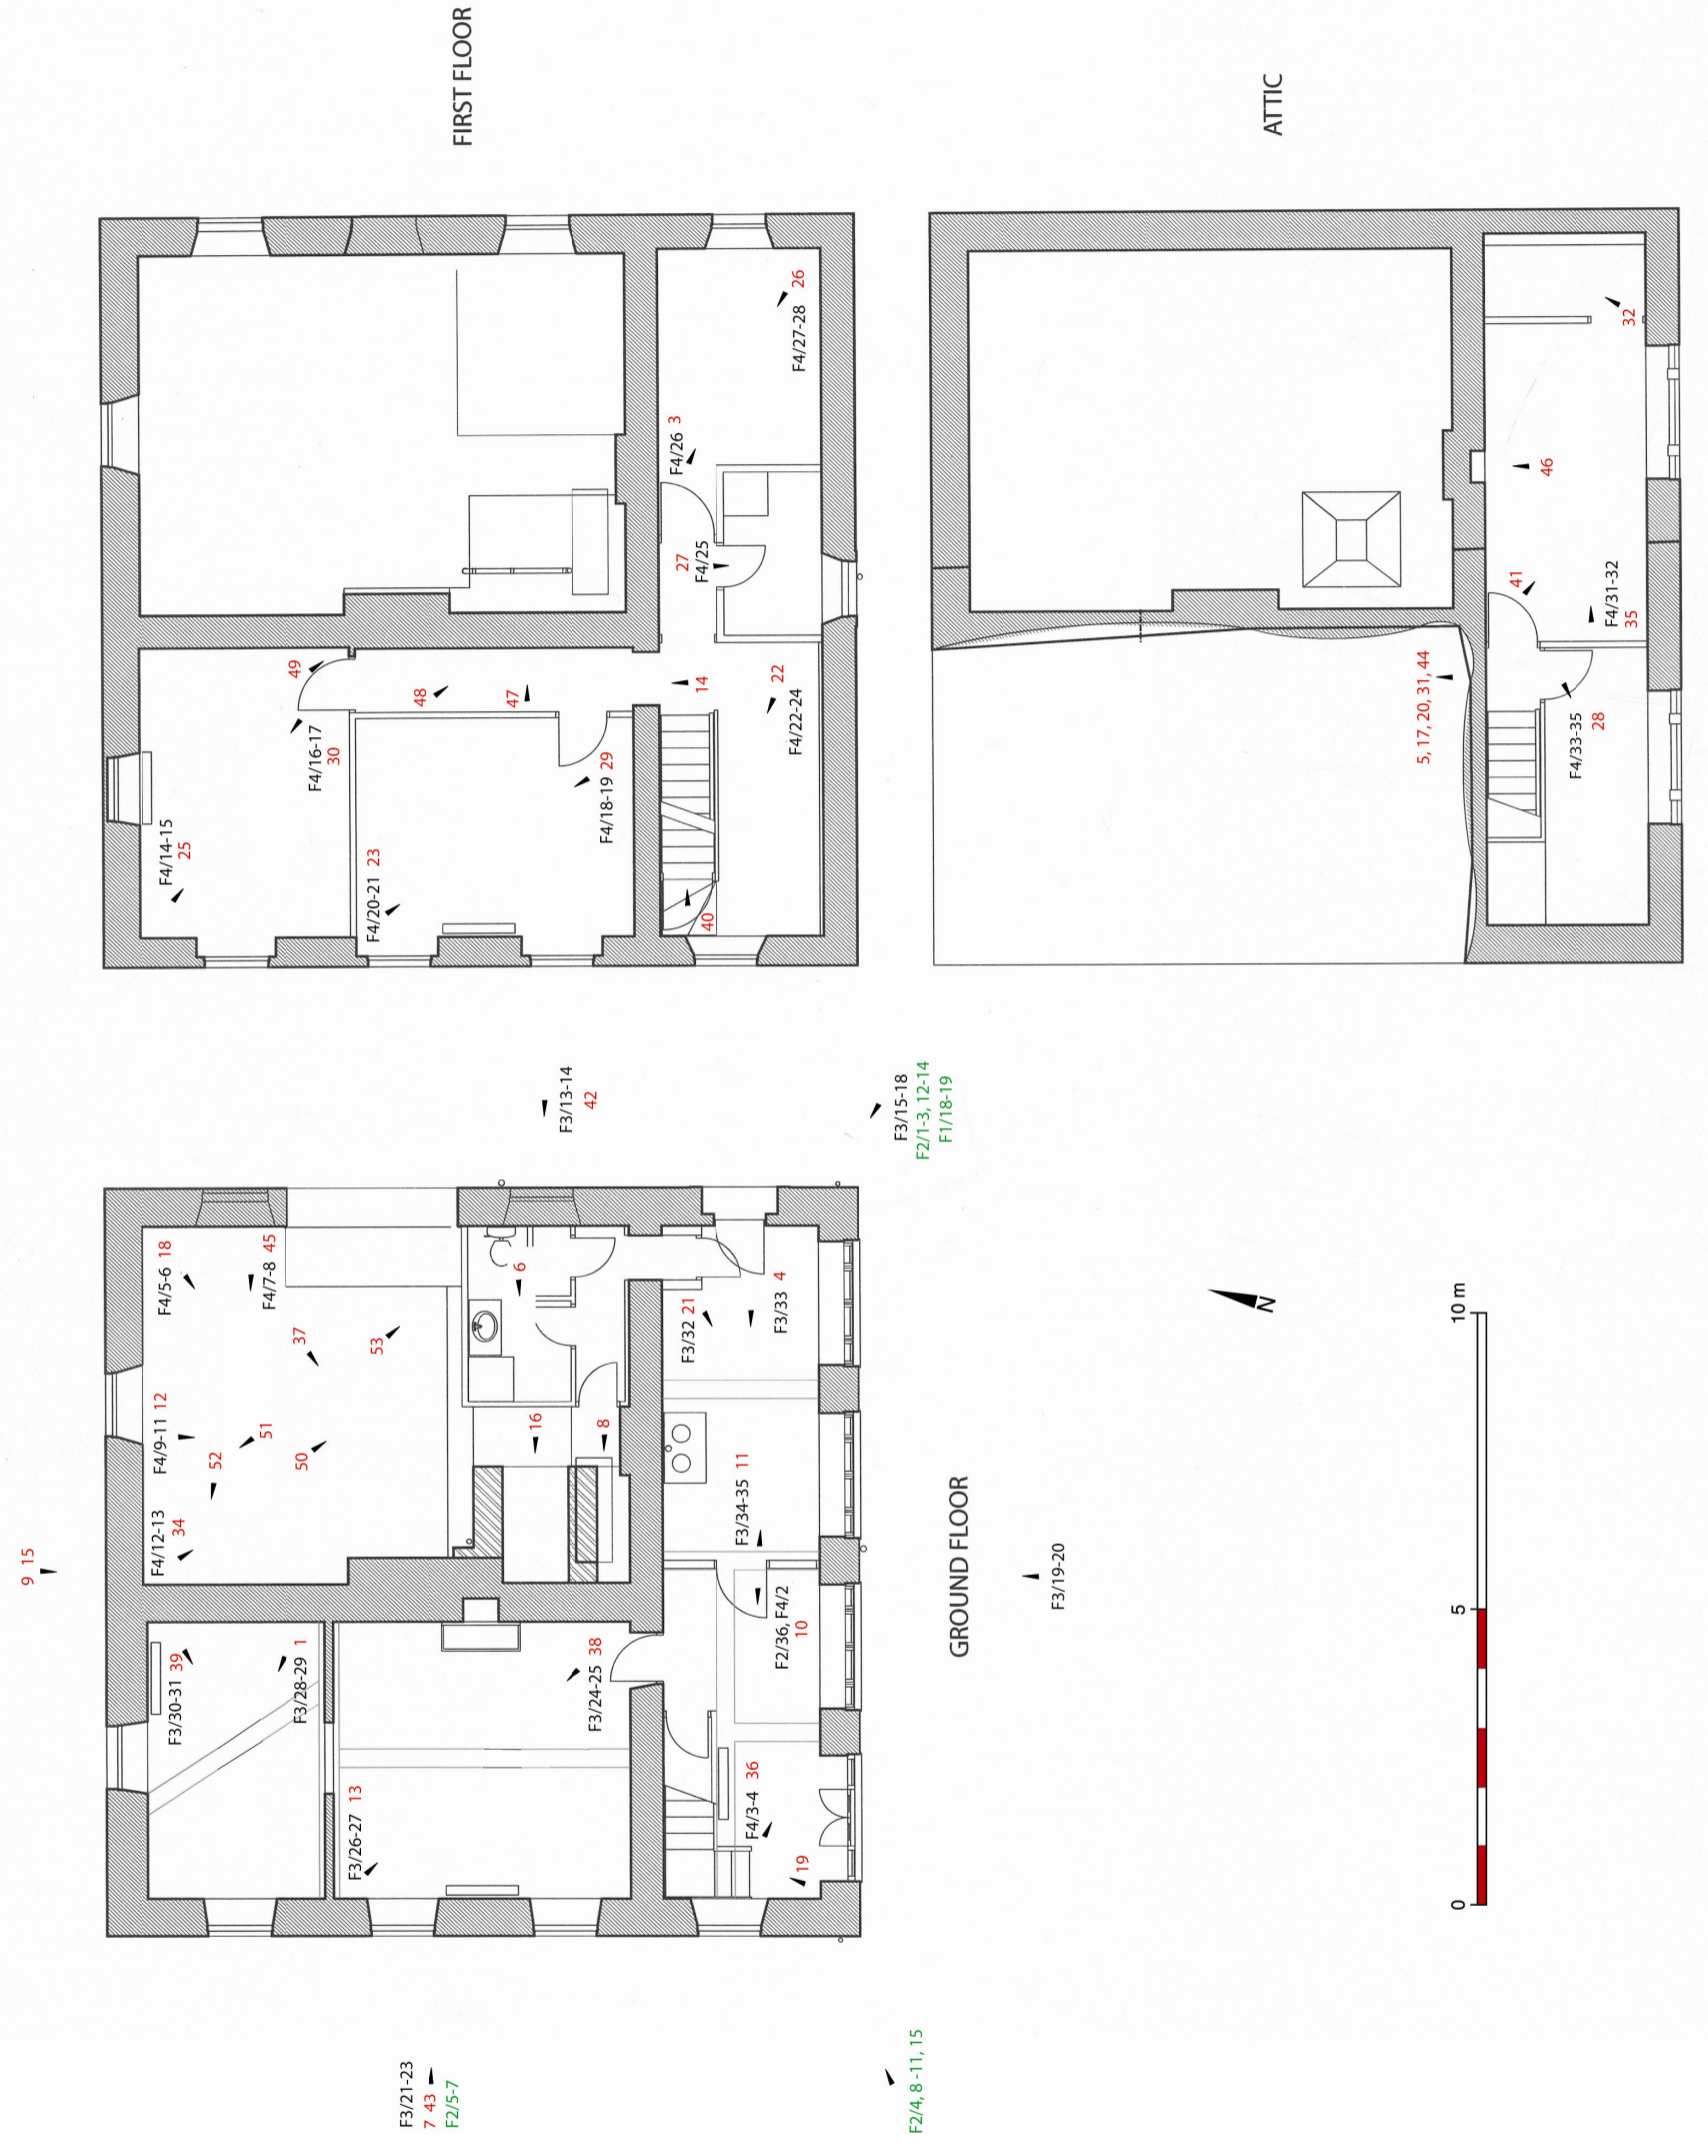 FIRST FLOOR
F4/14-15
25
F4/16-17
30
49
48
47
F4/20-21 23
F4/18-19 29
14
40
22
F4/22-24
27
F4/25
F4/26 3
26
F4/27-28
ATTIC
5, 17, 20, 31, 44
41
F4/31-32
35
F4/33-35
28
46
32
GROUND FLOOR
9 15
F4/5-6 18
F4/7-8 45
37
53
F4/9-11 12
51
52
50
F4/12-13
34
6
16
8
F3/32 21
F3/33 4
F3/34-35 11
F2/36, F4/2
10
F3/30-31 39
F3/28-29 1
F3/24-25 38
F3/26-27 13
F4/3-4 36
19
F3/13-14
42
F3/15-18
F2/1-3, 12-14
F1/18-19
F3/19-20
F3/21-23
7 43
F2/5-7
F2/4, 8 -11, 15
N
0
5
10 m